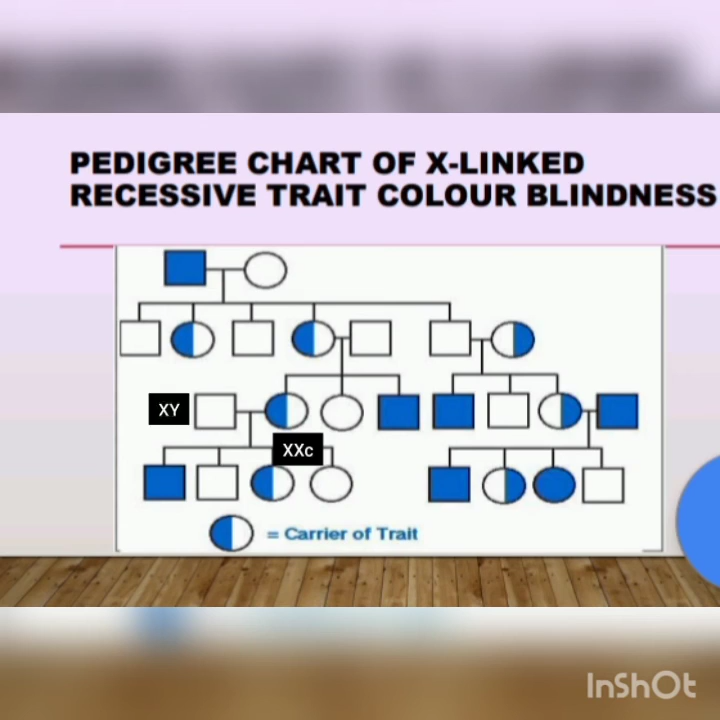 PEDIGREE CHART OF X-LINKED
RECESSIVE TRAIT COLOUR BLINDNESS
XY
XXc
= Carrier of Trait
InShOt